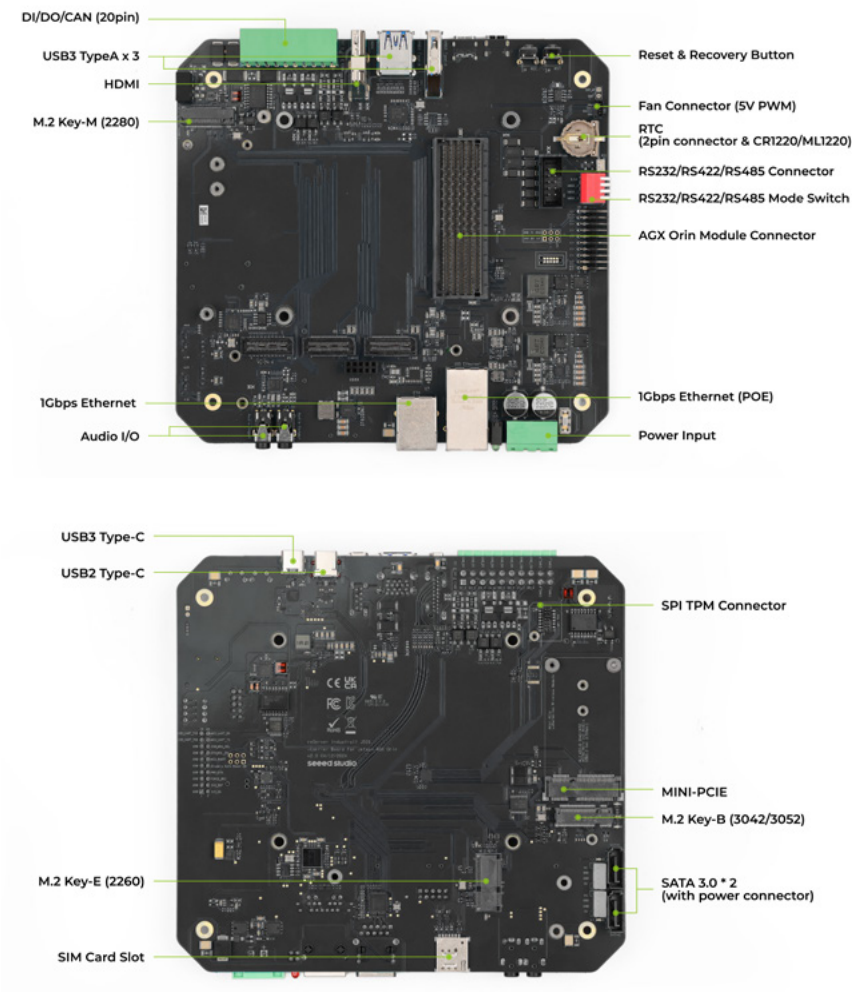 DI/DO/CAN (20pin)
USB3 TypeA x 3
HDMI
M.2 Key-M (2280)
Reset & Recovery Button
Fan Connector (5V PWM)
RTC
(2pin connector & CR1220/ML1220)
RS232/RS422/RS485 Connector
RS232/RS422/RS485 Mode Switch
AGX Orin Module Connector
1Gbps Ethernet
Audio I/O
1Gbps Ethernet (POE)
Power Input
USB3 Type-C
USB2 Type-C
SPI TPM Connector
CE
RoHS
seeed studio
MINI-PCIE
M.2 Key-B (3042/3052)
M.2 Key-E (2260)
SATA 3.0 * 2
(with power connector)
SIM Card Slot